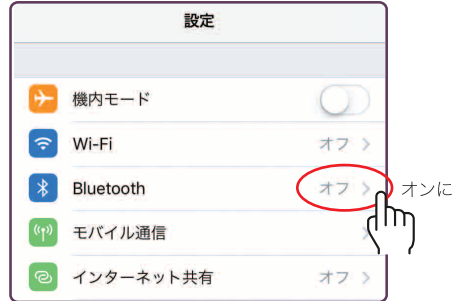 設定
機内モード
Wi-Fi オフ
Bluetooth オフ オンに
モバイル通信
インターネット共有 オフ